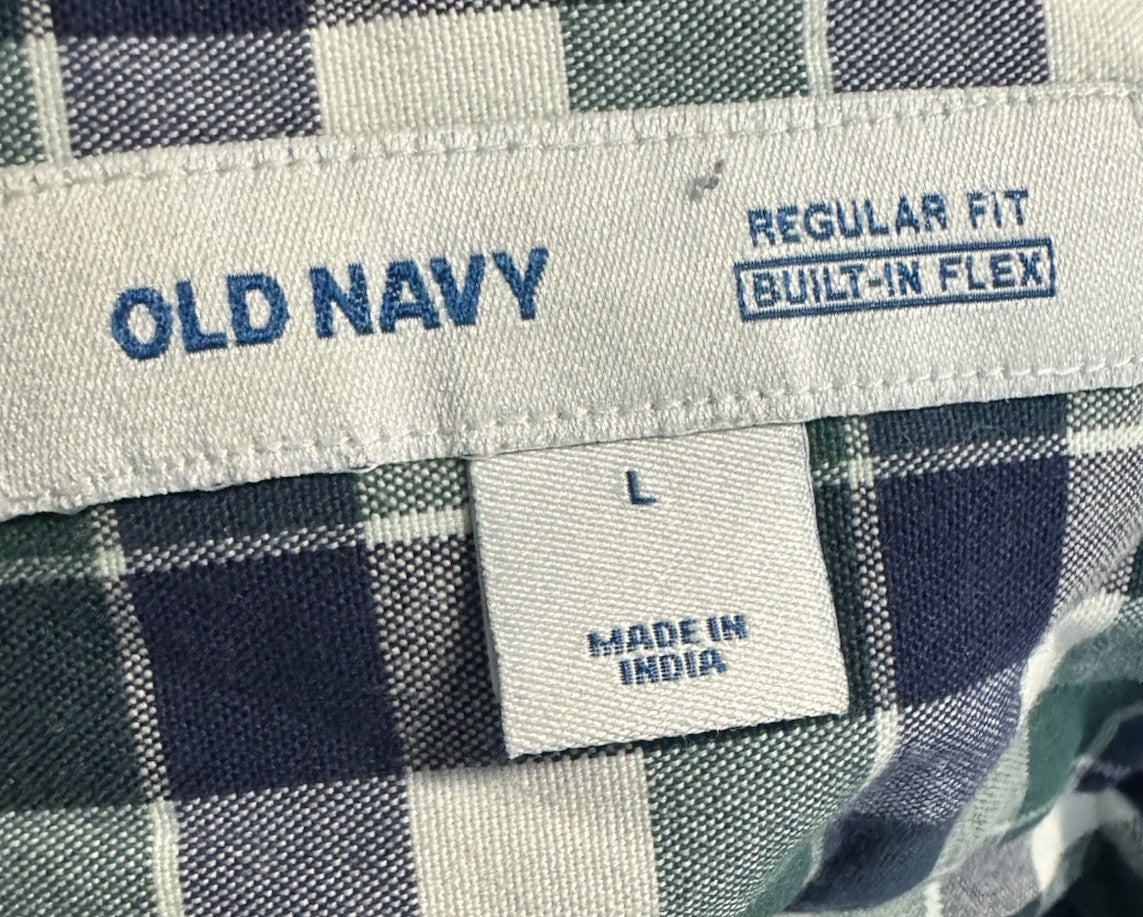 OLD NAVY
REGULAR FIT
BUILT-IN FLEX
L
MADE IN
INDIA